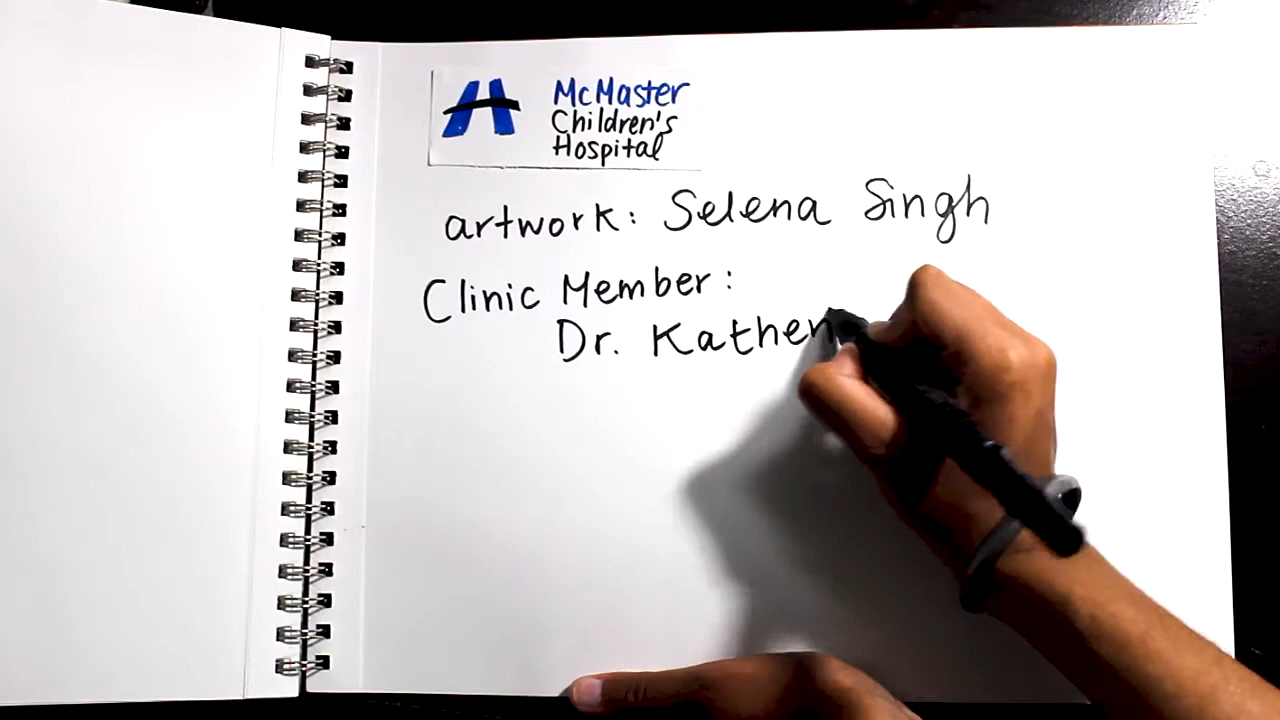 McMaster
Children's
Hospital
artwork: Selena Singh
Clinic Member:
Dr. Kathen